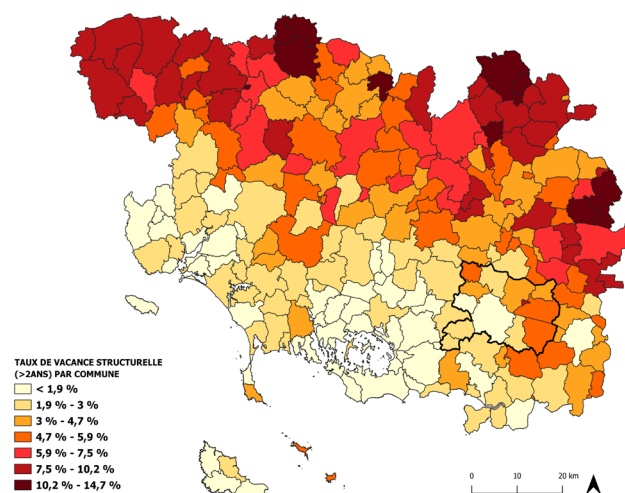 TAUX DE VACANCE STRUCTURELLE
(>2ANS) PAR COMMUNE
< 1,9 %
1,9 % - 3 %
3 % - 4,7 %
4,7 % - 5,9 %
5,9 % - 7,5 %
7,5 % - 10,2 %
10,2 % - 14,7 %
0 10 20 km